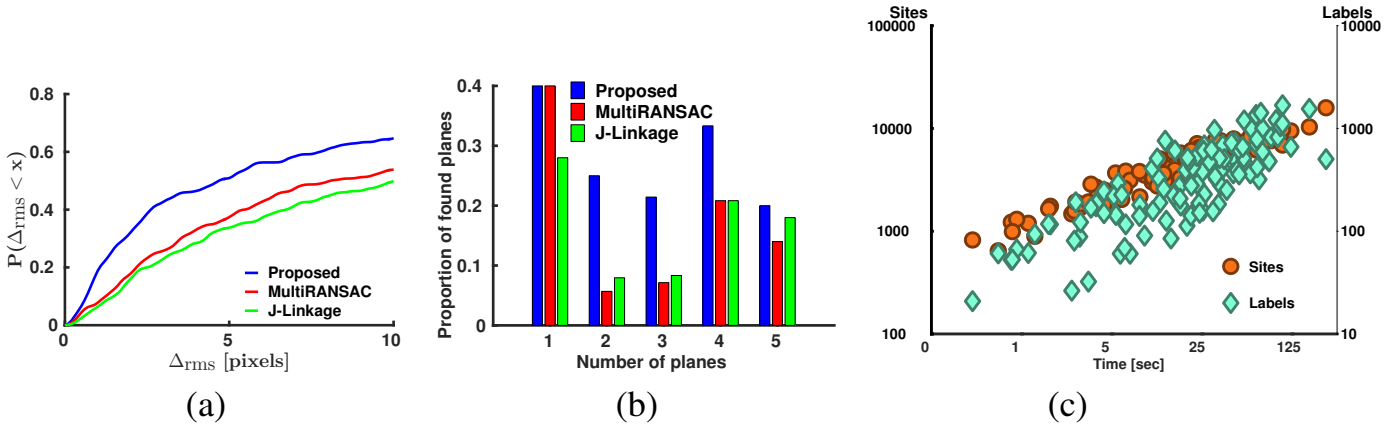 0.8
0.6
0.4
0.2
0
P(Δrms < x)
Proposed
MultiRANSAC
J-Linkage
0 5 10
Δrms [pixels]
(a)
0.4
0.3
0.2
0.1
0
Proportion of found planes
Proposed
MultiRANSAC
J-Linkage
1 2 3 4 5
Number of planes
(b)
Sites Labels
100000 10000
10000 1000
1000 100
100 10
Sites
Labels
0 1 5 25 125
Time [sec]
(c)